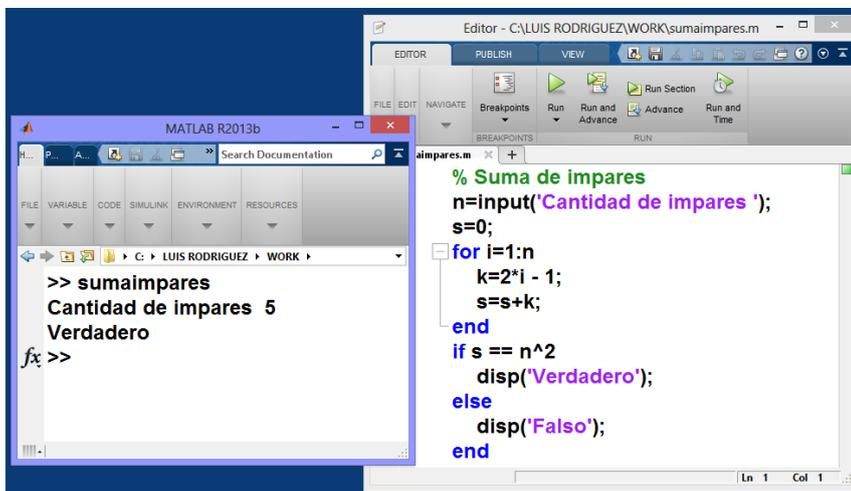 Editor - C:\LUIS RODRIGUEZ\WORK\sumaimpares.m
EDITOR PUBLISH VIEW
FILE EDIT NAVIGATE Breakpoints Run Run and Advance Run Section Advance Run and Time
BREAKPOINTS RUN
aimpares.m
% Suma de impares
n=input('Cantidad de impares ');
s=0;
for i=1:n
k=2*i - 1;
s=s+k;
end
if s == n^2
disp('Verdadero');
else
disp('Falso');
end
Ln 1 Col 1
MATLAB R2013b
H... P... A... Search Documentation
FILE VARIABLE CODE SIMULINK ENVIRONMENT RESOURCES
C: LUIS RODRIGUEZ WORK
>> sumaimpares
Cantidad de impares 5
Verdadero
fx >>